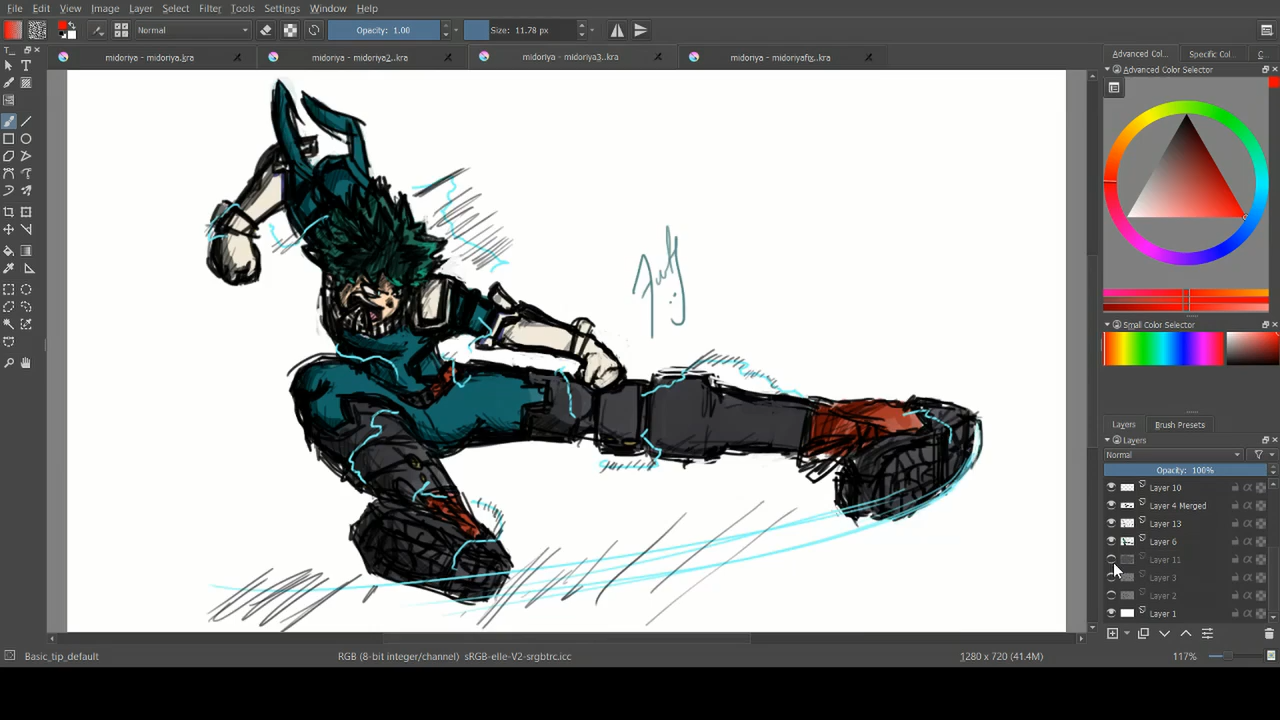 File Edit View Image Layer Select Filter Tools Settings Window Help
Normal Opacity: 1.00 Size: 11.78 px
midoriya - midoriya.kra midoriya - midoriya2..kra midoriya - midoriya3..kra midoriya - midoriyafix..kra
Advanced Col... Specific Col... C
Advanced Color Selector
Small Color Selector
Layers Brush Presets
Layers
Normal
Opacity: 100%
Layer 10
Layer 4 Merged
Layer 13
Layer 6
Layer 11
Layer 3
Layer 2
Layer 1
Basic_tip_default RGB (8-bit integer/channel) sRGB-elle-V2-srgbtrc.icc 1280 x 720 (41.4M) 117%